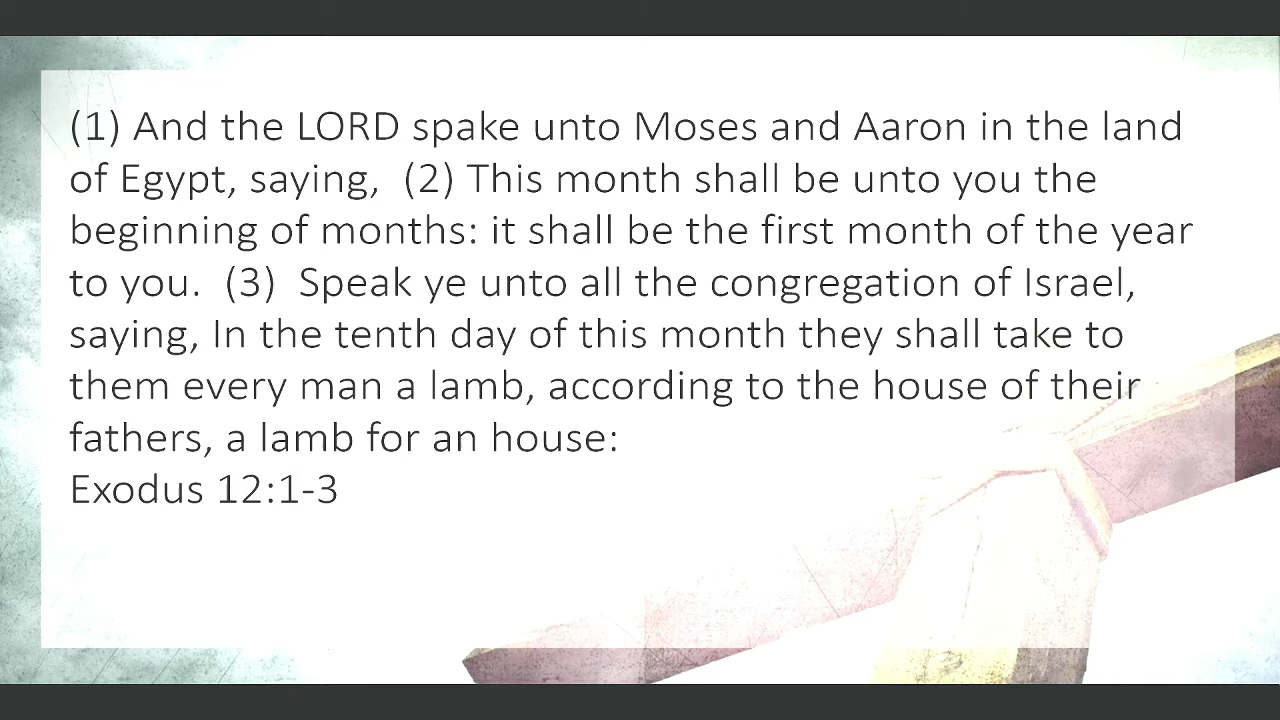 (1) And the LORD spake unto Moses and Aaron in the land
of Egypt, saying,  (2) This month shall be unto you the
beginning of months: it shall be the first month of the year
to you.  (3)  Speak ye unto all the congregation of Israel,
saying, In the tenth day of this month they shall take to
them every man a lamb, according to the house of their
fathers, a lamb for an house:
Exodus 12:1-3